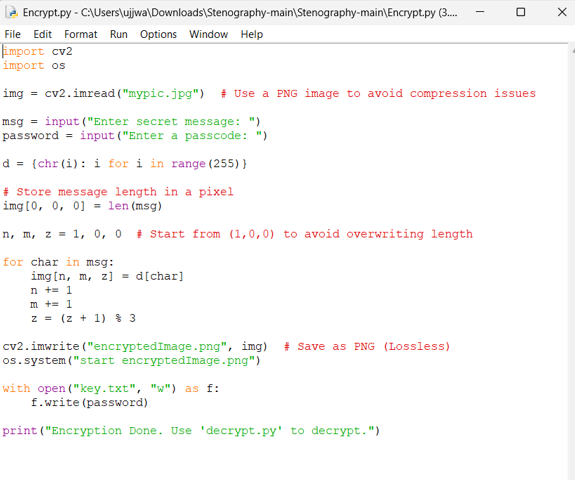 Encrypt.py - C:\Users\ujjwa\Downloads\Stenography-main\Stenography-main\Encrypt.py (3....
File Edit Format Run Options Window Help
import cv2
import os
img = cv2.imread("mypic.jpg")  # Use a PNG image to avoid compression issues
msg = input("Enter secret message: ")
password = input("Enter a passcode: ")
d = {chr(i): i for i in range(255)}
# Store message length in a pixel
img[0, 0, 0] = len(msg)
n, m, z = 1, 0, 0  # Start from (1,0,0) to avoid overwriting length
for char in msg:
    img[n, m, z] = d[char]
    n += 1
    m += 1
    z = (z + 1) % 3
cv2.imwrite("encryptedImage.png", img)  # Save as PNG (Lossless)
os.system("start encryptedImage.png")
with open("key.txt", "w") as f:
    f.write(password)
print("Encryption Done. Use 'decrypt.py' to decrypt.")